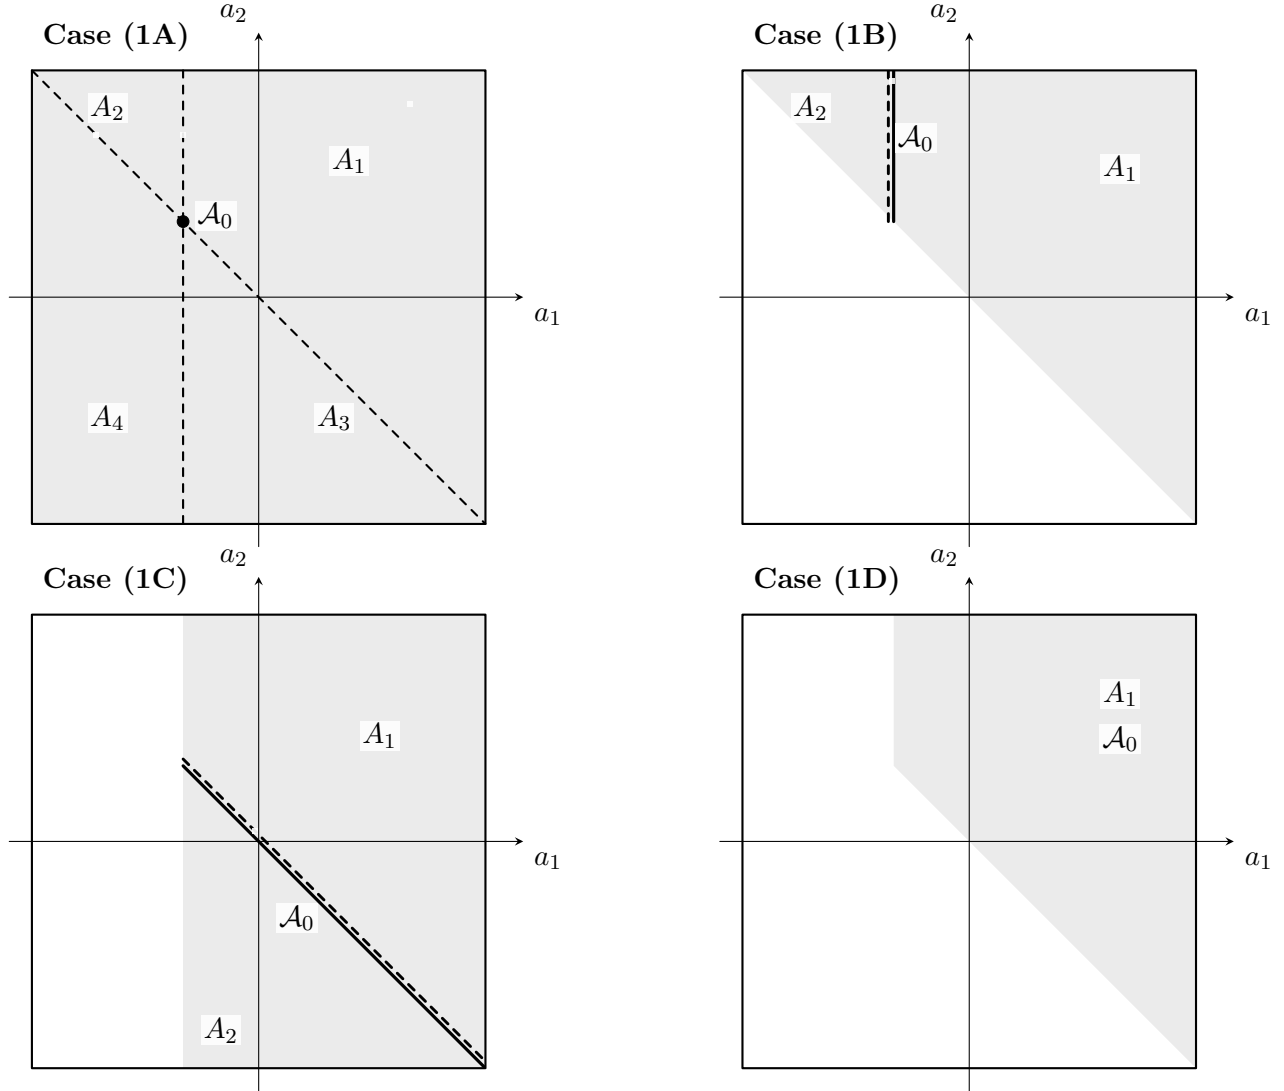 a₂
Case (1A)
A₂
A₁
𝒜₀
a₁
A₄
A₃
a₂
Case (1B)
A₂
𝒜₀
A₁
a₁
a₂
Case (1C)
A₁
a₁
𝒜₀
A₂
a₂
Case (1D)
A₁
𝒜₀
a₁